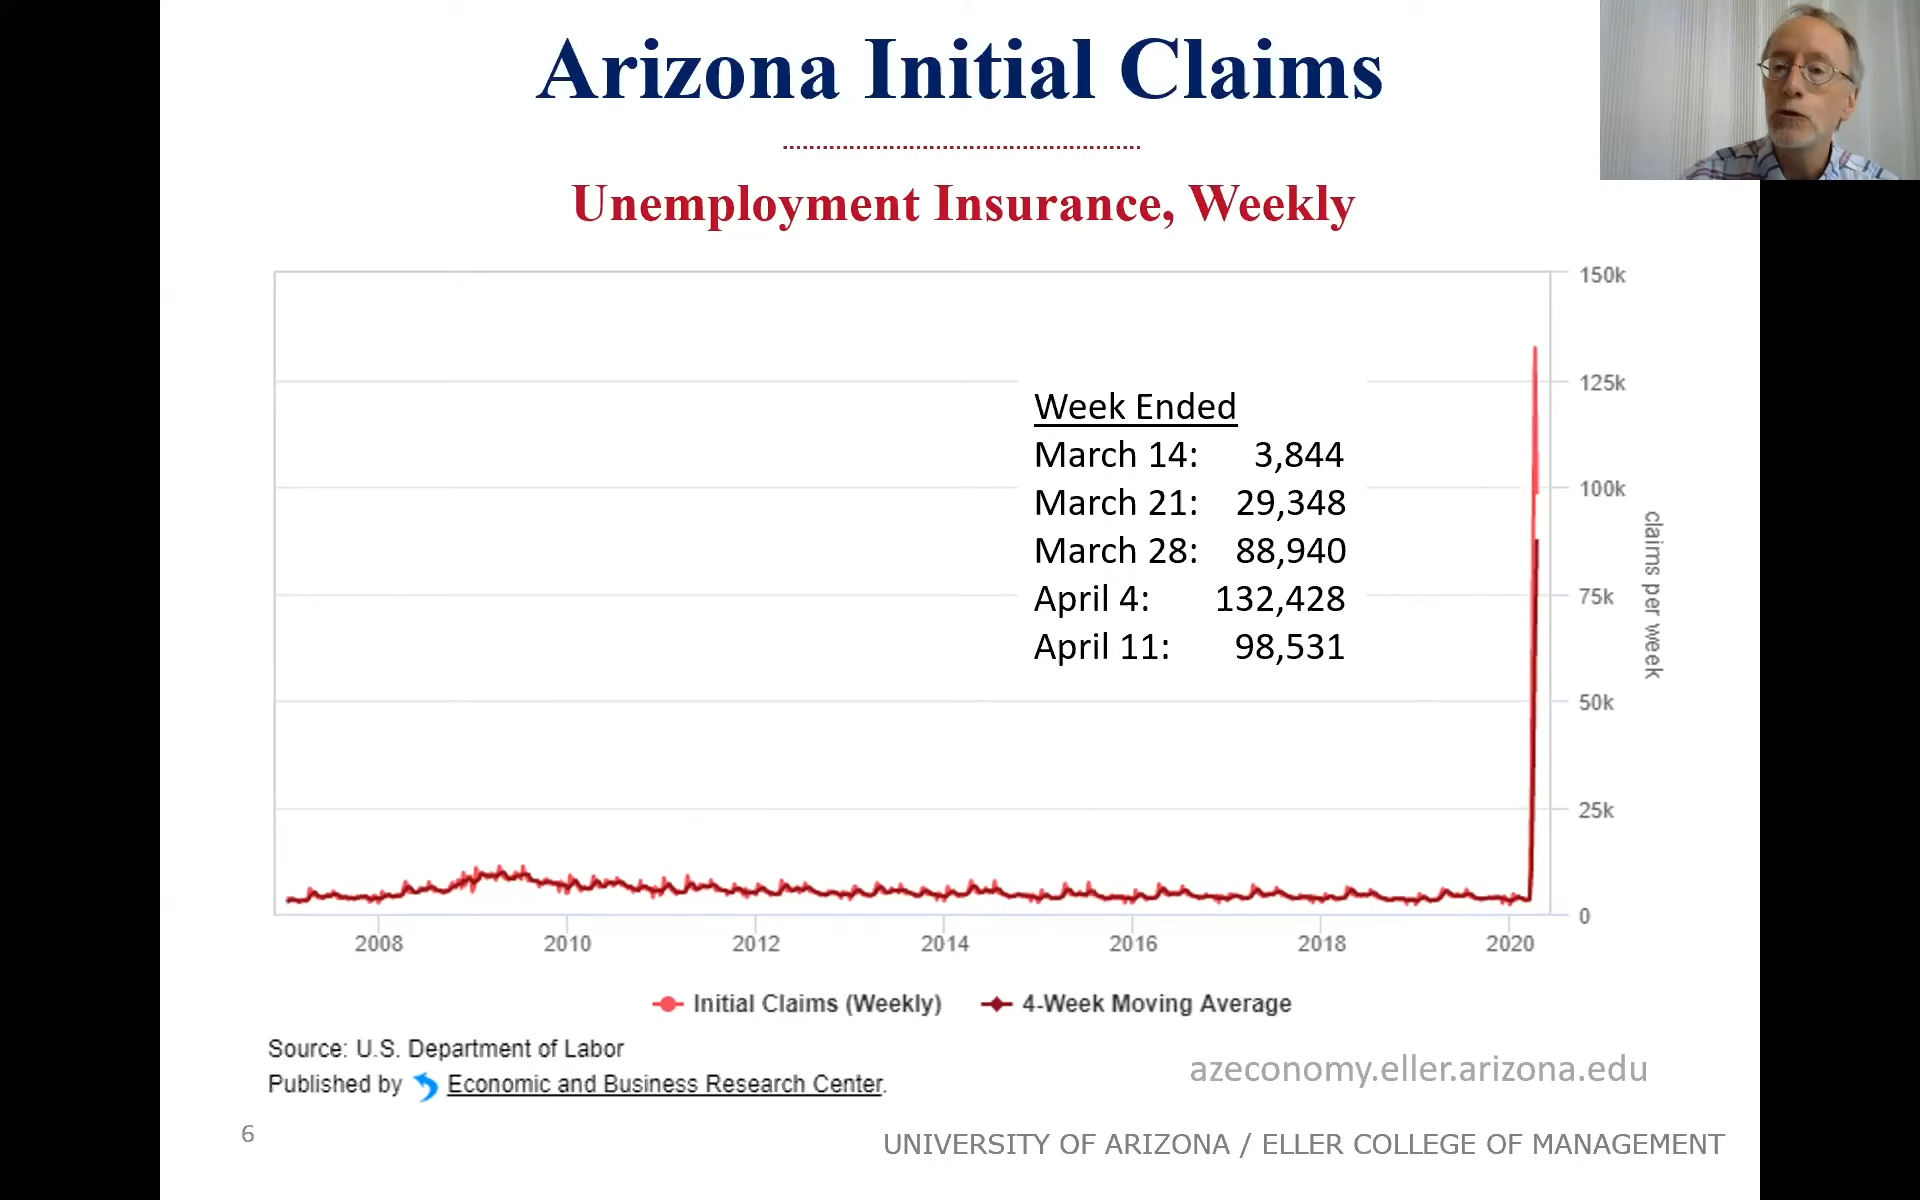 Arizona Initial Claims
Unemployment Insurance, Weekly
150k
125k
100k
75k
50k
25k
0
claims per week
Week Ended
March 14: 3,844
March 21: 29,348
March 28: 88,940
April 4: 132,428
April 11: 98,531
2008 2010 2012 2014 2016 2018 2020
Initial Claims (Weekly) 4-Week Moving Average
Source: U.S. Department of Labor
Published by Economic and Business Research Center.
azeconomy.eller.arizona.edu
6
UNIVERSITY OF ARIZONA / ELLER COLLEGE OF MANAGEMENT